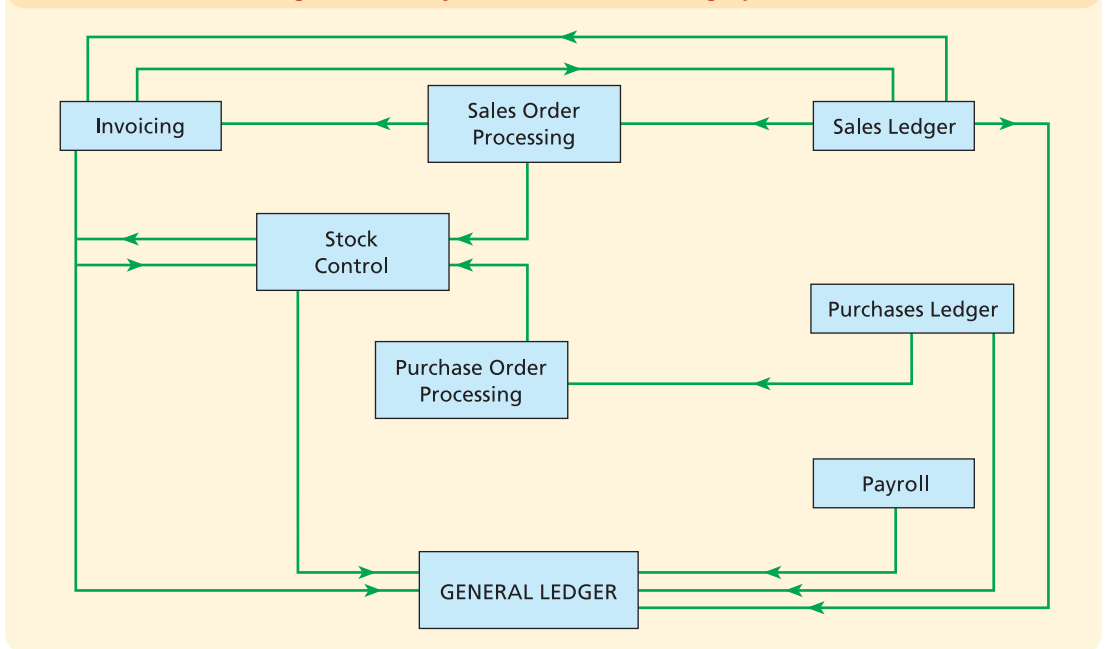 Invoicing
Sales Order
Processing
Sales Ledger
Stock
Control
Purchases Ledger
Purchase Order
Processing
Payroll
GENERAL LEDGER